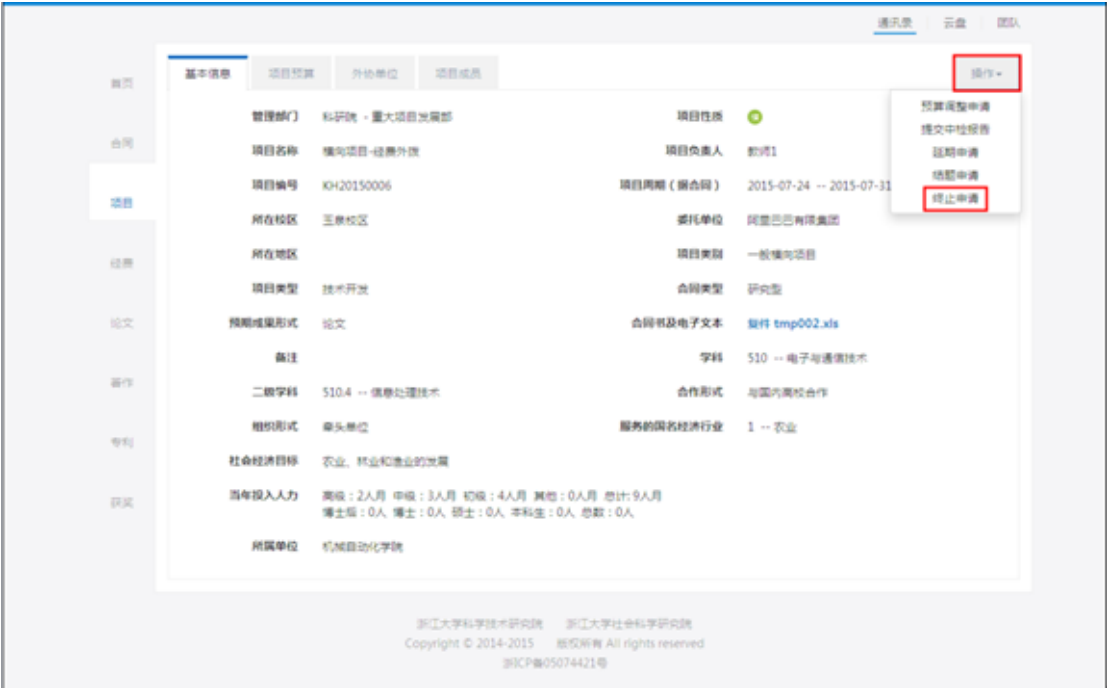 通讯录 云盘 团队
基本信息 项目预算 外协单位 项目成员 操作
首页
合同
项目
经费
论文
著作
专利
获奖
预算调整申请
提交中检报告
延期申请
结题申请
终止申请
管理部门 科研院 - 重大项目发展部 项目性质
项目名称 横向项目-经费外拨 项目负责人 教师1
项目编号 KH20150006 项目周期（据合同） 2015-07-24 -- 2015-07-31
所在校区 玉泉校区 委托单位 阿里巴巴有限集团
所在地区 项目类别 一般横向项目
项目类型 技术开发 合同类型 研究型
预期成果形式 论文 合同书及电子文本 复件 tmp002.xls
备注 学科 510 -- 电子与通信技术
二级学科 510.4 -- 信息处理技术 合作形式 与国内高校合作
组织形式 牵头单位 服务的国名经济行业 1 -- 农业
社会经济目标 农业、林业和渔业的发展
当年投入人力 高级：2人月 中级：3人月 初级：4人月 其他：0人月 总计: 9人月
博士后：0人 博士：0人 硕士：0人 本科生：0人 总数：0人
所属单位 机械自动化学院
浙江大学科学技术研究院 浙江大学社会科学研究院
Copyright © 2014-2015 版权所有 All rights reserved
浙ICP备05074421号